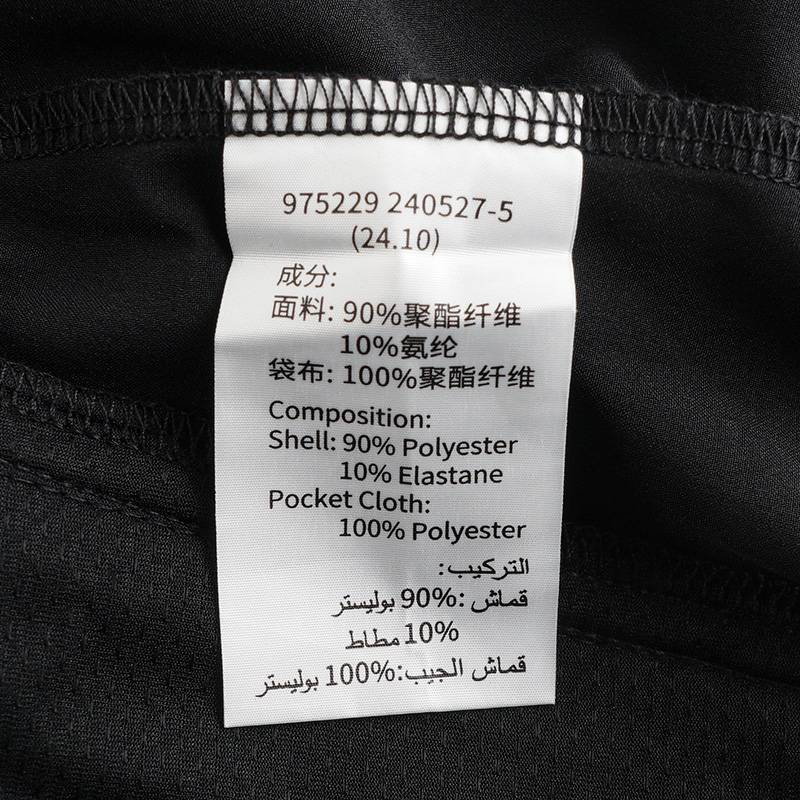 975229 240527-5
(24.10)
成分:
面料: 90%聚酯纤维
10%氨纶
袋布: 100%聚酯纤维
Composition:
Shell: 90% Polyester
10% Elastane
Pocket Cloth:
100% Polyester
التركيب:
قماش :90% بوليستر
10% مطاط
قماش الجيب:100% بوليستر